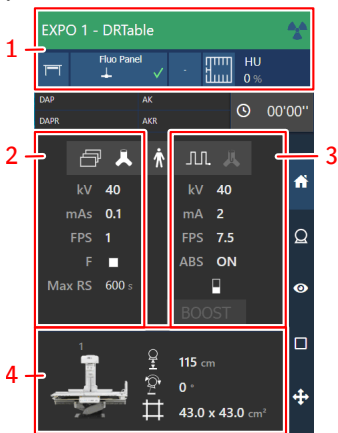 EXPO 1 - DRTable
1
Fluo Panel
-
HU
0 %
DAP AK
DAPR AKR
00'00''
2
3
kV 40
mAs 0.1
FPS 1
F
Max RS 600 s
kV 40
mA 2
FPS 7.5
ABS ON
BOOST
4
1
115 cm
0 °
43.0 x 43.0 cm²